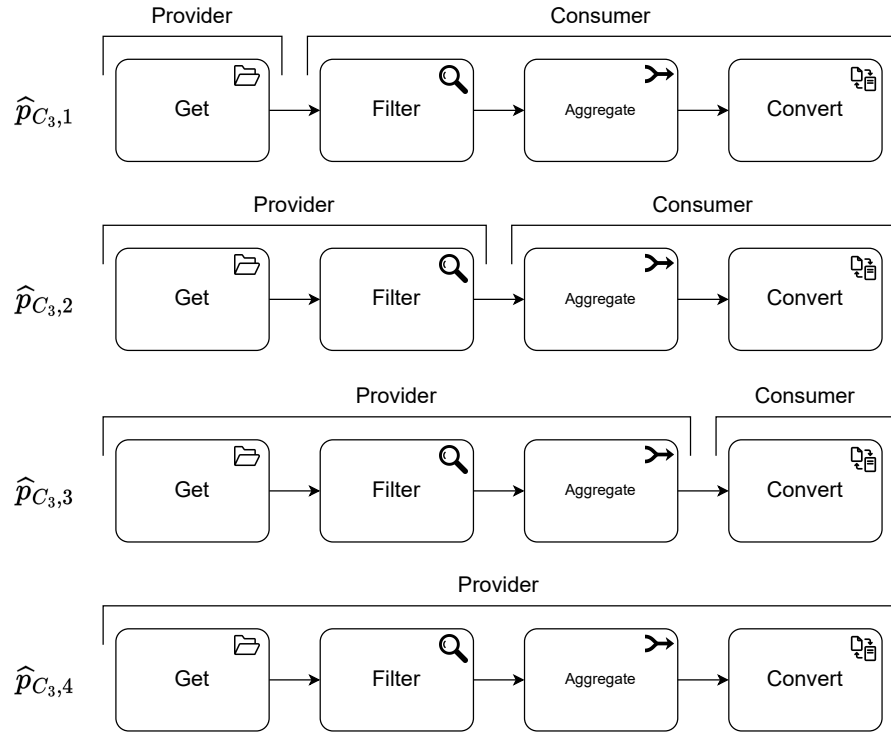 Provider Consumer
p̂C₃,1 Get Filter Aggregate Convert
Provider Consumer
p̂C₃,2 Get Filter Aggregate Convert
Provider Consumer
p̂C₃,3 Get Filter Aggregate Convert
Provider
p̂C₃,4 Get Filter Aggregate Convert